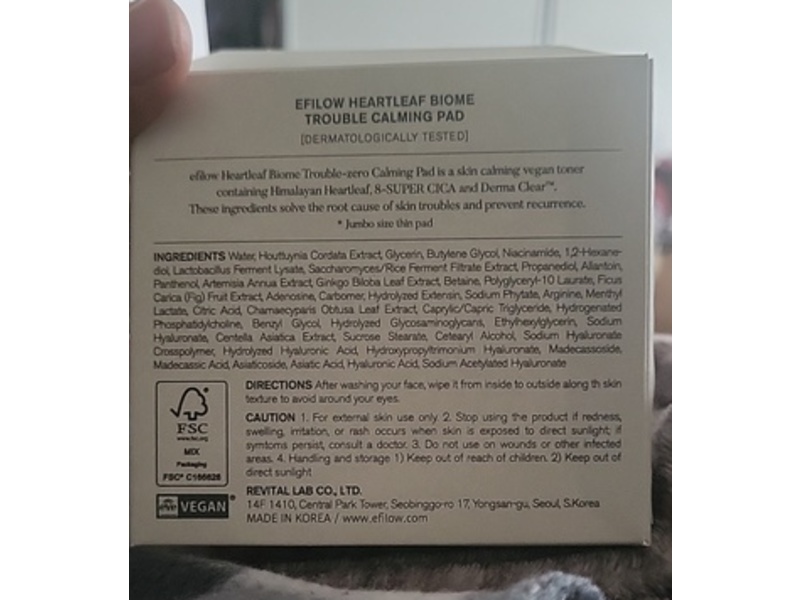 EFILOW HEARTLEAF BIOME
TROUBLE CALMING PAD
[DERMATOLOGICALLY TESTED]
efilow Heartleaf Biome Trouble-zero Calming Pad is a skin calming vegan toner
containing Himalayan Heartleaf, 8-SUPER CICA and Derma Clear™.
These ingredients solve the root cause of skin troubles and prevent recurrence.
* Jumbo size thin pad
INGREDIENTS Water, Houttuynia Cordata Extract, Glycerin, Butylene Glycol, Niacinamide, 1,2-Hexane-
diol, Lactobacillus Ferment Lysate, Saccharomyces/Rice Ferment Filtrate Extract, Propanediol, Allantoin,
Panthenol, Artemisia Annua Extract, Ginkgo Biloba Leaf Extract, Betaine, Polyglyceryl-10 Laurate, Ficus
Carica (Fig) Fruit Extract, Adenosine, Carbomer, Hydrolyzed Extensin, Sodium Phytate, Arginine, Menthyl
Lactate, Citric Acid, Chamaecyparis Obtusa Leaf Extract, Caprylic/Capric Triglyceride, Hydrogenated
Phosphatidylcholine, Benzyl Glycol, Hydrolyzed Glycosaminoglycans, Ethylhexylglycerin, Sodium
Hyaluronate, Centella Asiatica Extract, Sucrose Stearate, Cetearyl Alcohol, Sodium Hyaluronate
Crosspolymer, Hydrolyzed Hyaluronic Acid, Hydroxypropyltrimonium Hyaluronate, Madecassoside,
Madecassic Acid, Asiaticoside, Asiatic Acid, Hyaluronic Acid, Sodium Acetylated Hyaluronate
DIRECTIONS After washing your face, wipe it from inside to outside along th skin
texture to avoid around your eyes.
CAUTION 1. For external skin use only. 2. Stop using the product if redness,
swelling, irritation, or rash occurs when skin is exposed to direct sunlight; if
symtoms persist, consult a doctor. 3. Do not use on wounds or other infected
areas. 4. Handling and storage 1) Keep out of reach of children. 2) Keep out of
direct sunlight
FSC
www.fsc.org
MIX
Packaging
FSC® C166626
eve VEGAN®
REVITAL LAB CO., LTD.
14F 1410, Central Park Tower, Seobinggo-ro 17, Yongsan-gu, Seoul, S.Korea
MADE IN KOREA / www.efilow.com